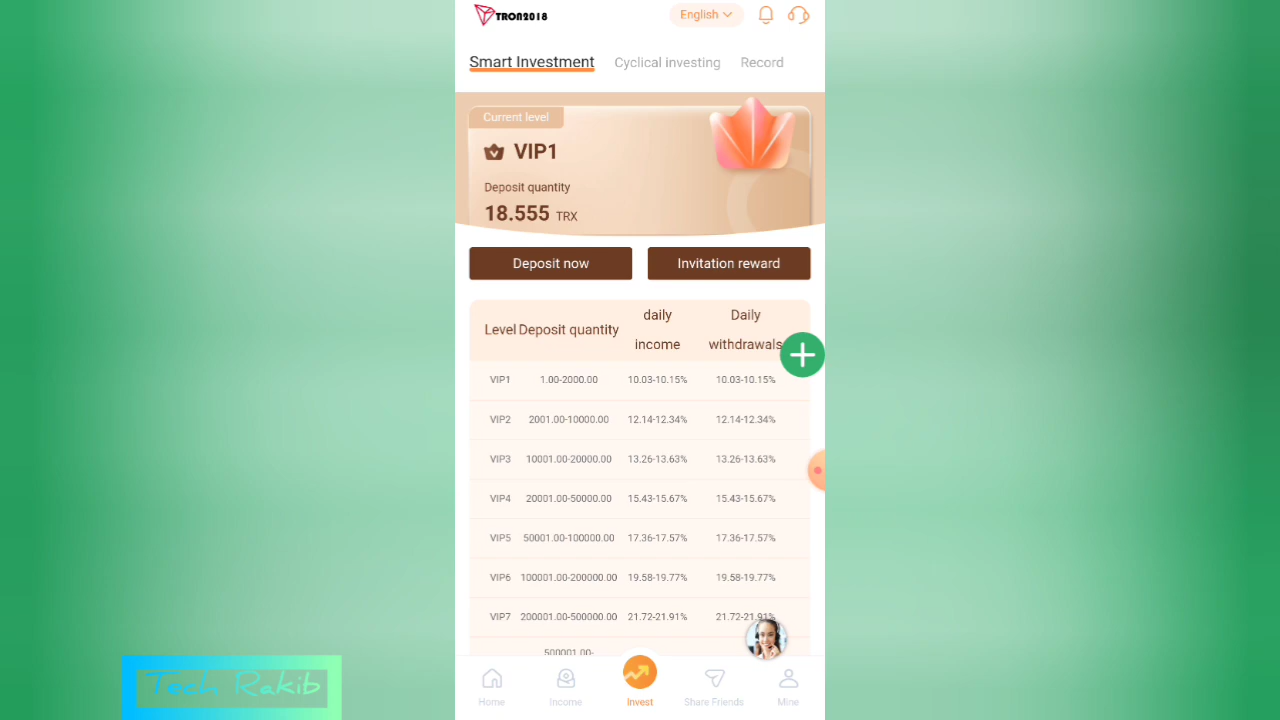 TRON2018
English
Smart Investment
Cyclical investing
Record
Current level
VIP1
Deposit quantity
18.555 TRX
Deposit now
Invitation reward
Level Deposit quantity daily income Daily withdrawals
VIP1 1.00-2000.00 10.03-10.15% 10.03-10.15%
VIP2 2001.00-10000.00 12.14-12.34% 12.14-12.34%
VIP3 10001.00-20000.00 13.26-13.63% 13.26-13.63%
VIP4 20001.00-50000.00 15.43-15.67% 15.43-15.67%
VIP5 50001.00-100000.00 17.36-17.57% 17.36-17.57%
VIP6 100001.00-200000.00 19.58-19.77% 19.58-19.77%
VIP7 200001.00-500000.00 21.72-21.91% 21.72-21.91%
500001.00-
Home
Income
Invest
Share Friends
Mine
Tech Rakib